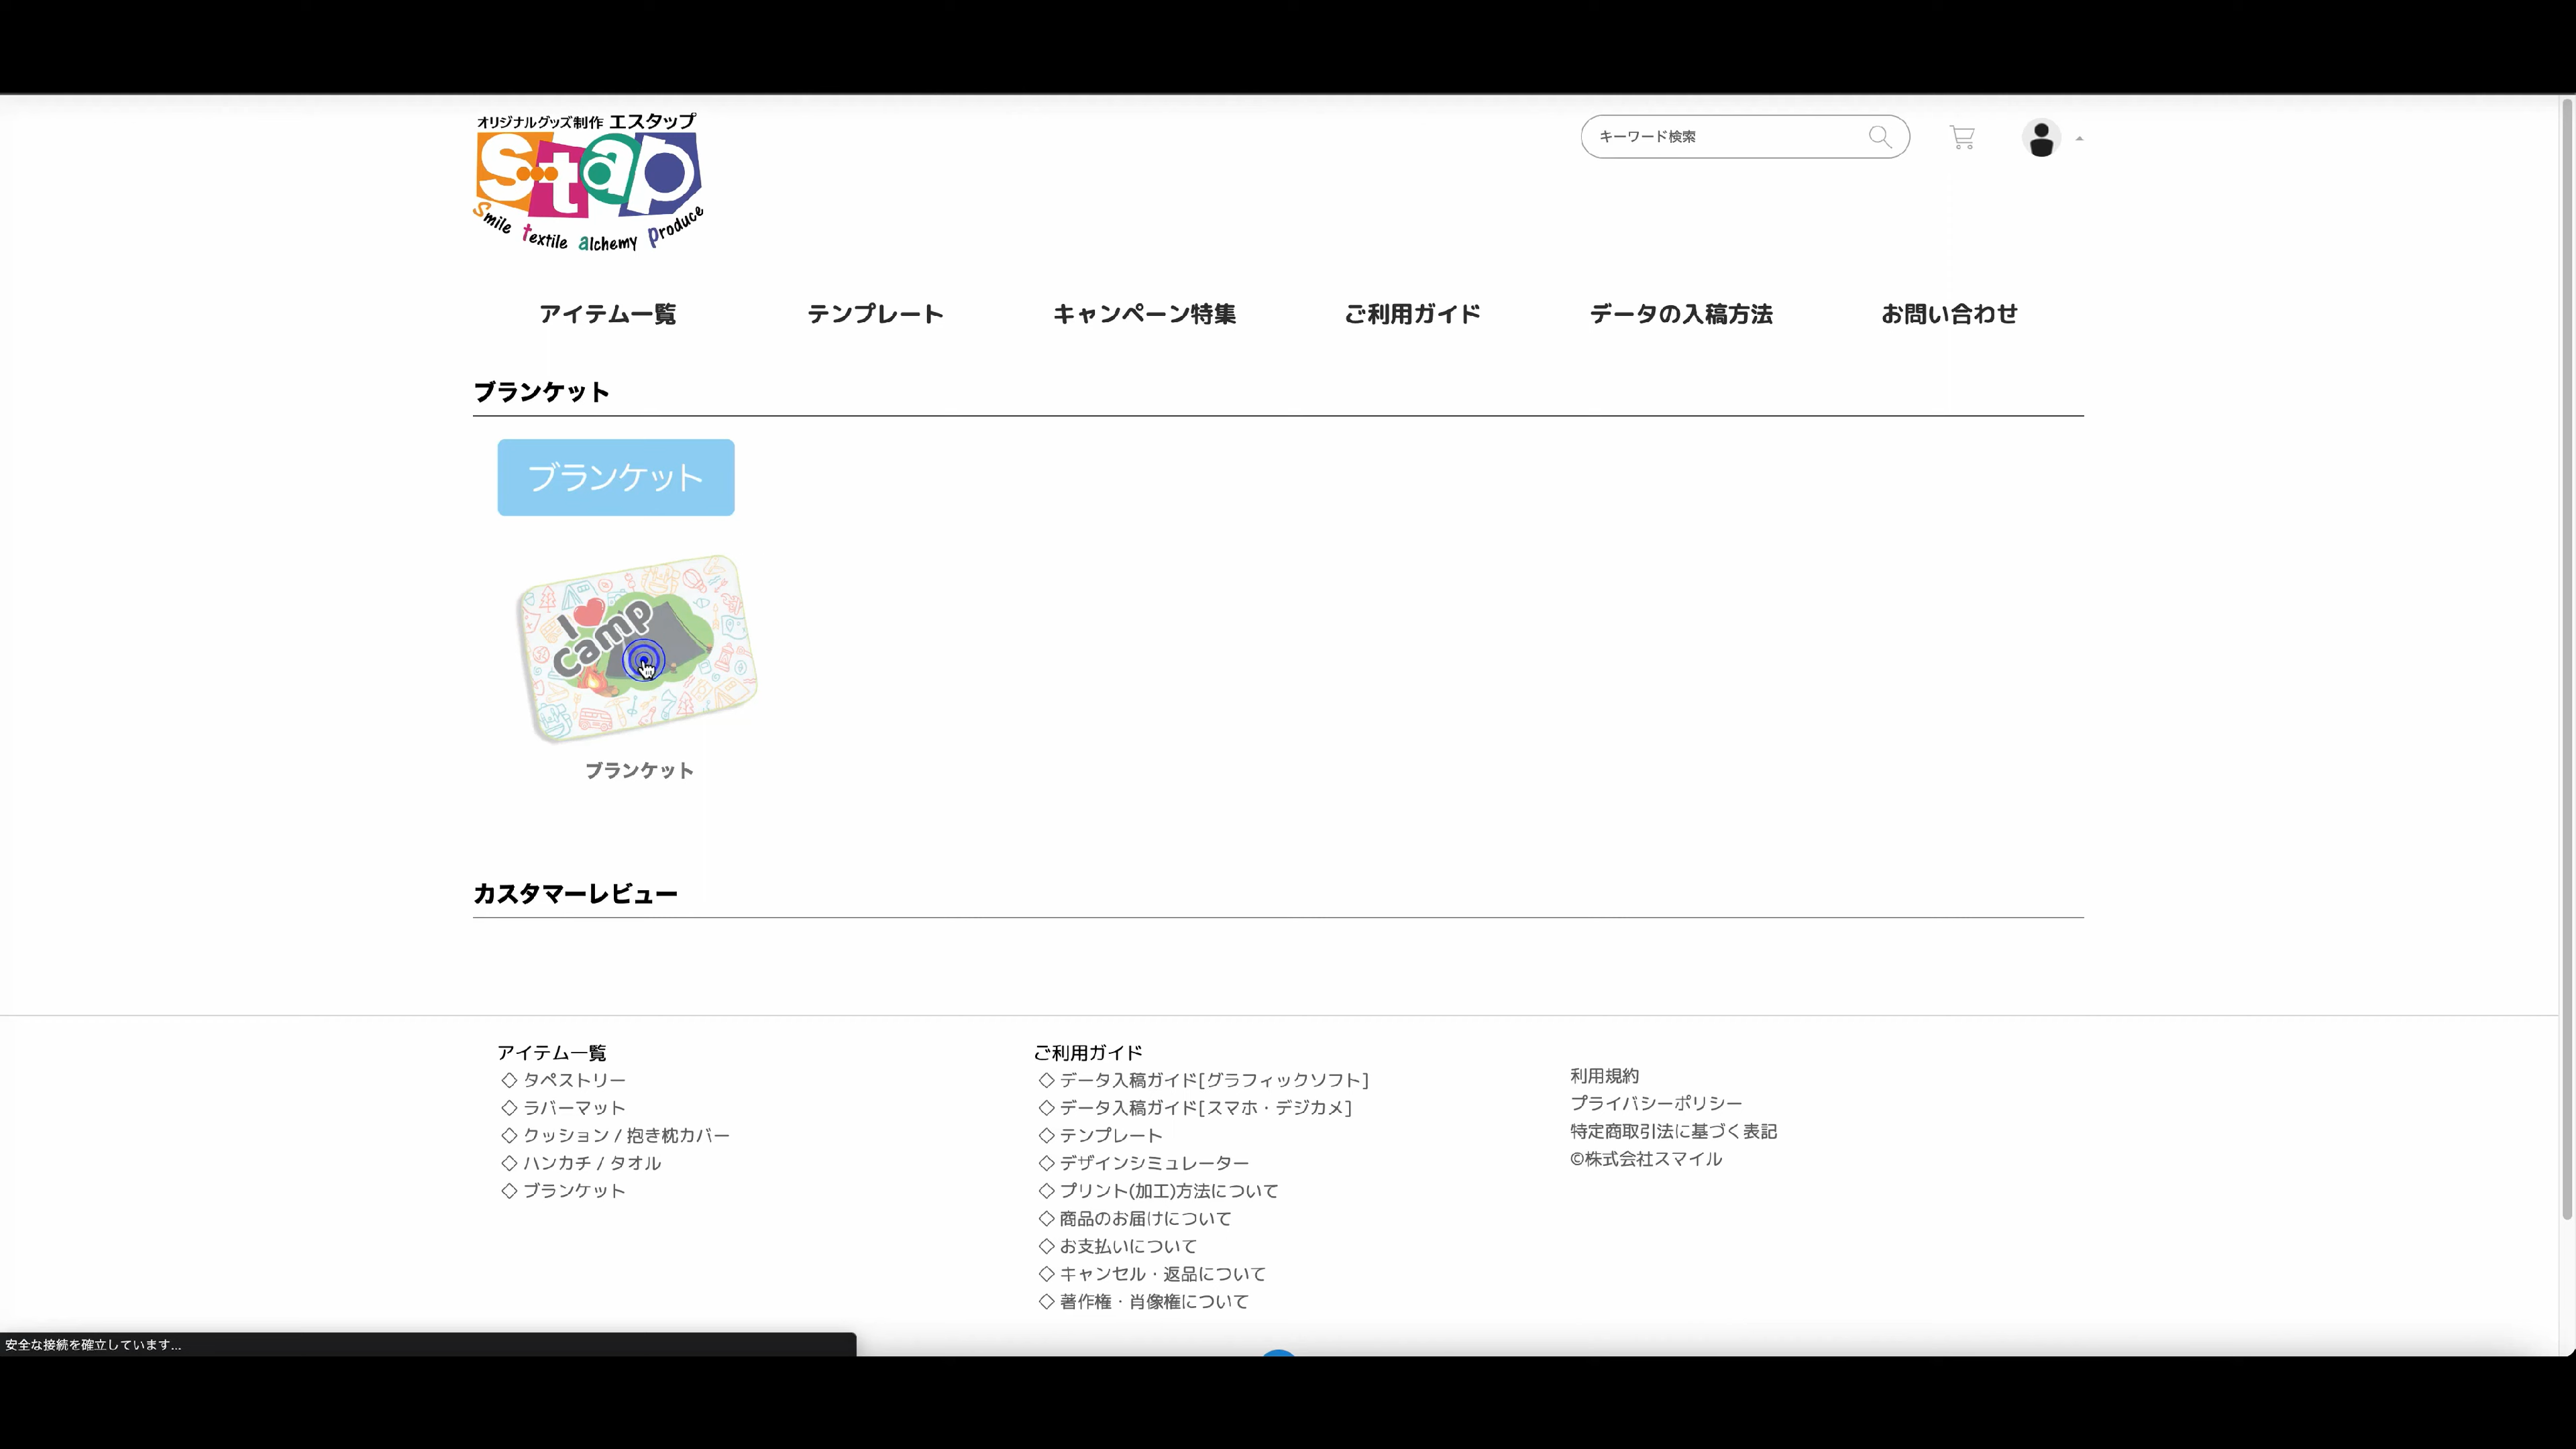 オリジナルグッズ制作 エスタップ
stap
Smile textile alchemy produce
キーワード検索
アイテム一覧
テンプレート
キャンペーン特集
ご利用ガイド
データの入稿方法
お問い合わせ
ブランケット
ブランケット
I
Camp
ブランケット
カスタマーレビュー
アイテム一覧
◇ タペストリー
◇ ラバーマット
◇ クッション / 抱き枕カバー
◇ ハンカチ / タオル
◇ ブランケット
ご利用ガイド
◇ データ入稿ガイド[グラフィックソフト]
◇ データ入稿ガイド[スマホ・デジカメ]
◇ テンプレート
◇ デザインシミュレーター
◇ プリント(加工)方法について
◇ 商品のお届けについて
◇ お支払いについて
◇ キャンセル・返品について
◇ 著作権・肖像権について
利用規約
プライバシーポリシー
特定商取引法に基づく表記
©株式会社スマイル
安全な接続を確立しています...